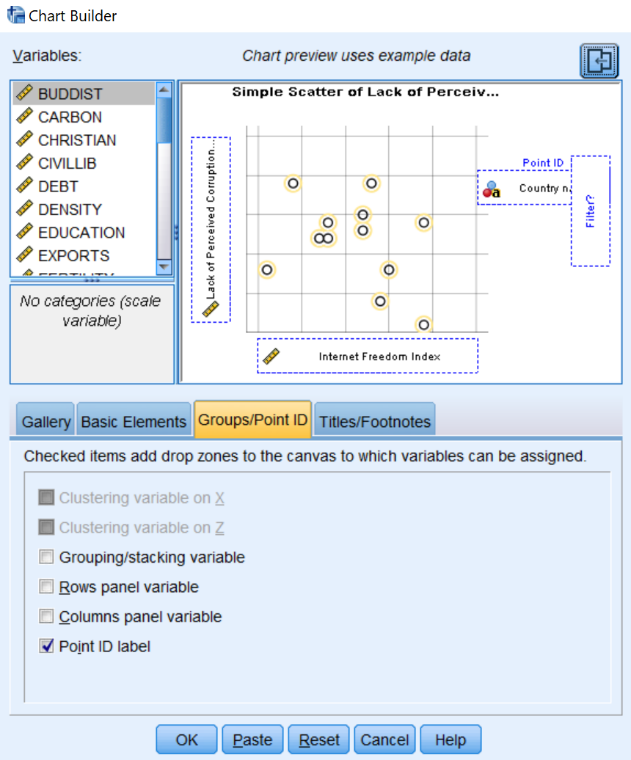 Chart Builder
Variables:
Chart preview uses example data
BUDDIST
CARBON
CHRISTIAN
CIVILLIB
DEBT
DENSITY
EDUCATION
EXPORTS
No categories (scale
variable)
Simple Scatter of Lack of Perceiv...
Lack of Perceived Corruption...
Point ID
a
Country n.
Filter?
Internet Freedom Index
Gallery
Basic Elements
Groups/Point ID
Titles/Footnotes
Checked items add drop zones to the canvas to which variables can be assigned.
Clustering variable on X
Clustering variable on Z
Grouping/stacking variable
Rows panel variable
Columns panel variable
Point ID label
OK
Paste
Reset
Cancel
Help